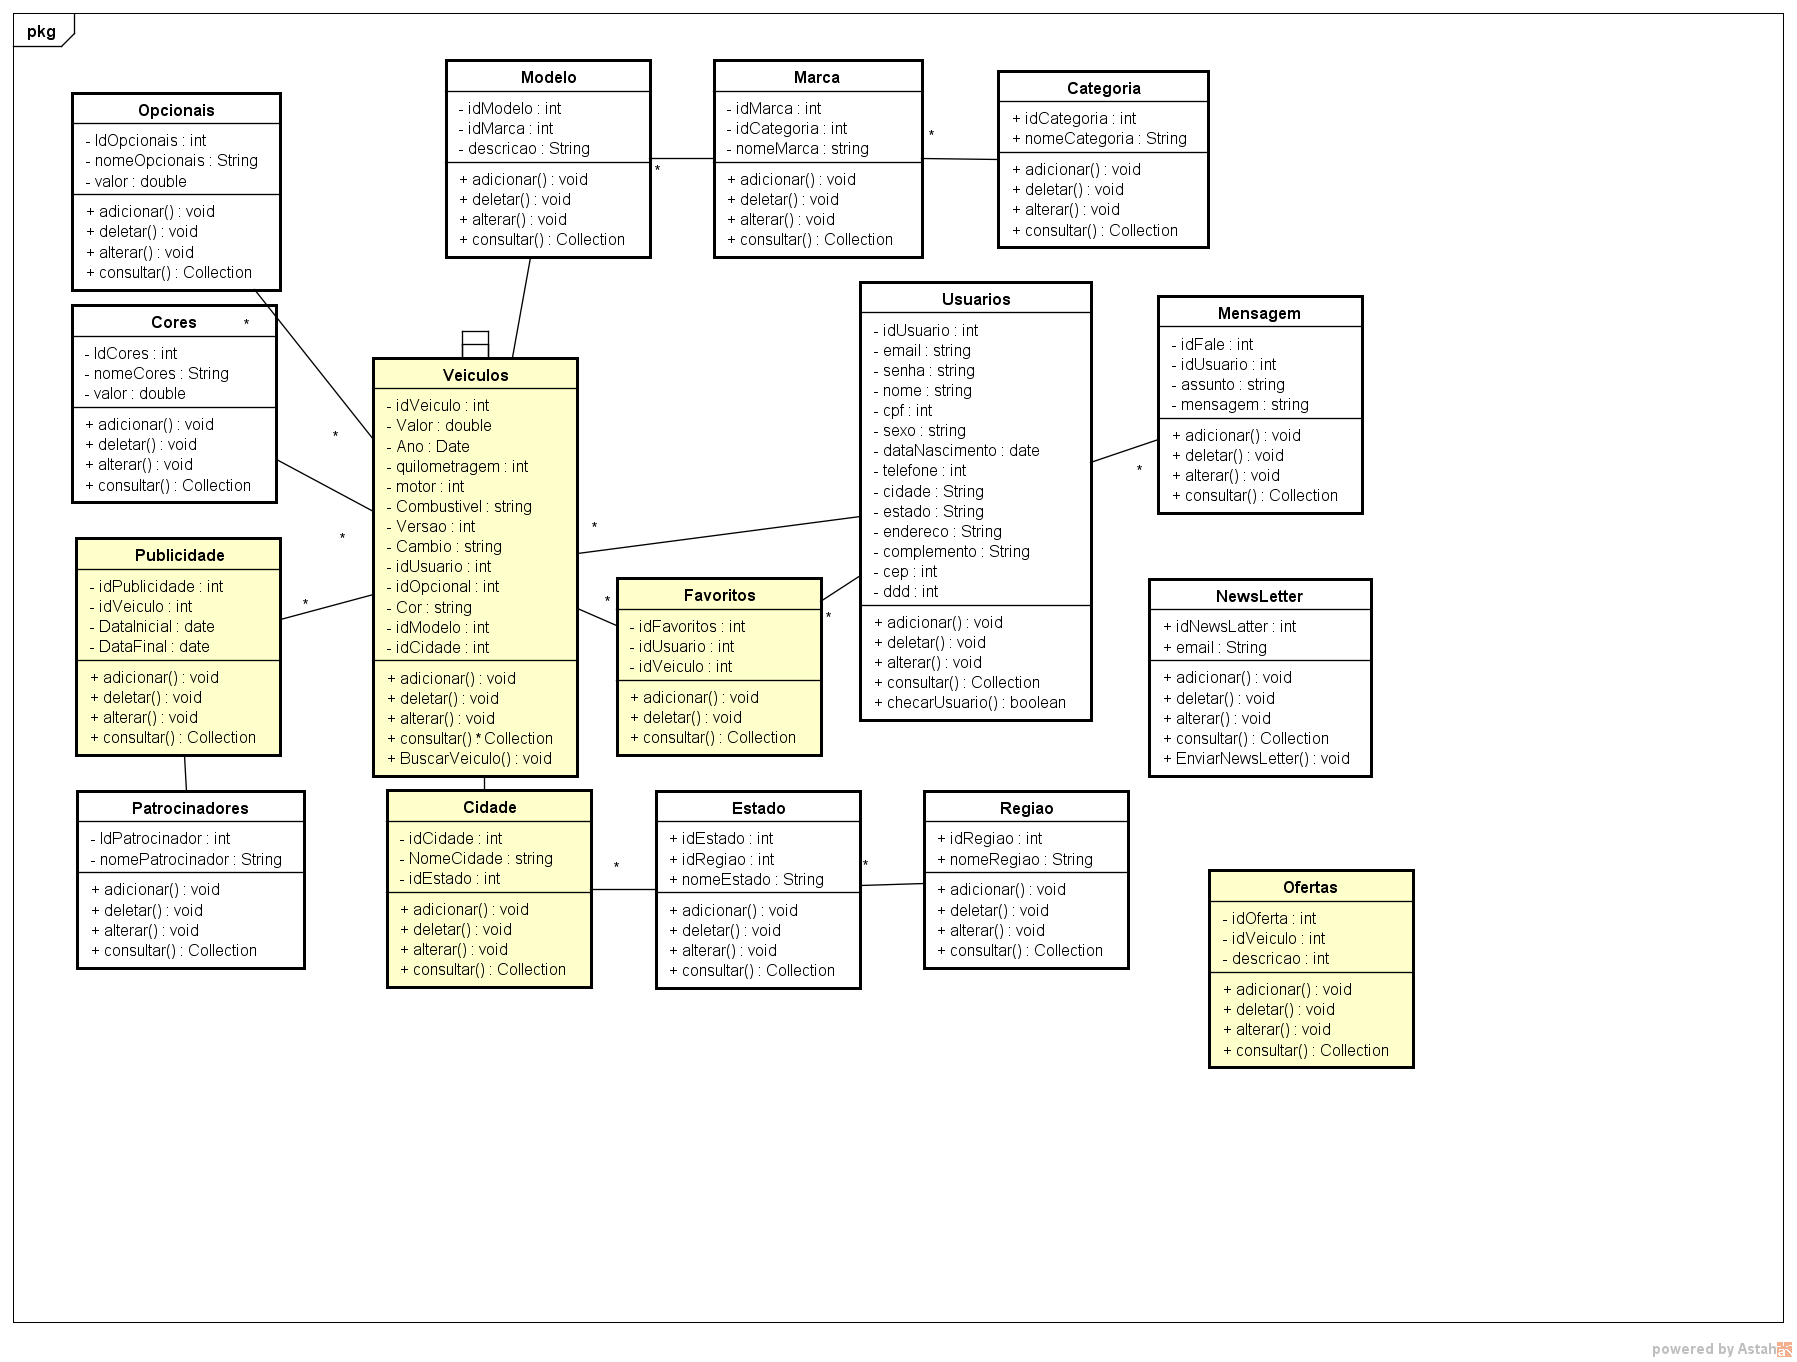 pkg
Opcionais
- IdOpcionais : int
- nomeOpcionais : String
- valor : double
+ adicionar() : void
+ deletar() : void
+ alterar() : void
+ consultar() : Collection
*
Modelo
- idModelo : int
- idMarca : int
- descricao : String
+ adicionar() : void
+ deletar() : void
+ alterar() : void
+ consultar() : Collection
*
Marca
- idMarca : int
- idCategoria : int
- nomeMarca : string
+ adicionar() : void
+ deletar() : void
+ alterar() : void
+ consultar() : Collection
*
Categoria
+ idCategoria : int
+ nomeCategoria : String
+ adicionar() : void
+ deletar() : void
+ alterar() : void
+ consultar() : Collection
Cores
- IdCores : int
- nomeCores : String
- valor : double
+ adicionar() : void
+ deletar() : void
+ alterar() : void
+ consultar() : Collection
*
*
Veiculos
- idVeiculo : int
- Valor : double
- Ano : Date
- quilometragem : int
- motor : int
- Combustivel : string
- Versao : int
- Cambio : string
- idUsuario : int
- idOpcional : int
- Cor : string
- idModelo : int
- idCidade : int
+ adicionar() : void
+ deletar() : void
+ alterar() : void
+ consultar() * Collection
+ BuscarVeiculo() : void
*
Usuarios
- idUsuario : int
- email : string
- senha : string
- nome : string
- cpf : int
- sexo : string
- dataNascimento : date
- telefone : int
- cidade : String
- estado : String
- endereco : String
- complemento : String
- cep : int
- ddd : int
+ adicionar() : void
+ deletar() : void
+ alterar() : void
+ consultar() : Collection
+ checarUsuario() : boolean
Mensagem
- idFale : int
- idUsuario : int
- assunto : string
- mensagem : string
+ adicionar() : void
+ deletar() : void
+ alterar() : void
+ consultar() : Collection
*
Publicidade
- idPublicidade : int
- idVeiculo : int
- DataInicial : date
- DataFinal : date
+ adicionar() : void
+ deletar() : void
+ alterar() : void
+ consultar() : Collection
*
Favoritos
- idFavoritos : int
- idUsuario : int
- idVeiculo : int
+ adicionar() : void
+ deletar() : void
+ consultar() : Collection
*
*
NewsLetter
+ idNewsLatter : int
+ email : String
+ adicionar() : void
+ deletar() : void
+ alterar() : void
+ consultar() : Collection
+ EnviarNewsLetter() : void
Patrocinadores
- IdPatrocinador : int
- nomePatrocinador : String
+ adicionar() : void
+ deletar() : void
+ alterar() : void
+ consultar() : Collection
Cidade
- idCidade : int
- NomeCidade : string
- idEstado : int
+ adicionar() : void
+ deletar() : void
+ alterar() : void
+ consultar() : Collection
*
Estado
+ idEstado : int
+ idRegiao : int
+ nomeEstado : String
+ adicionar() : void
+ deletar() : void
+ alterar() : void
+ consultar() : Collection
*
Regiao
+ idRegiao : int
+ nomeRegiao : String
+ adicionar() : void
+ deletar() : void
+ alterar() : void
+ consultar() : Collection
Ofertas
- idOferta : int
- idVeiculo : int
- descricao : int
+ adicionar() : void
+ deletar() : void
+ alterar() : void
+ consultar() : Collection
powered by Astah